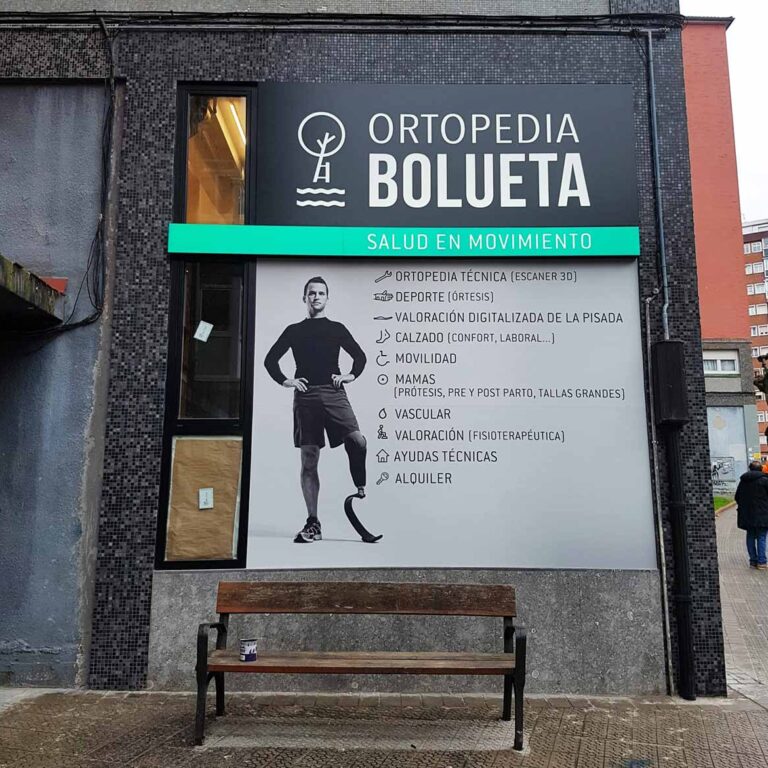 ORTOPEDIA
BOLUETA
SALUD EN MOVIMIENTO
ORTOPEDIA TÉCNICA (ESCANER 3D)
DEPORTE (ÓRTESIS)
VALORACIÓN DIGITALIZADA DE LA PISADA
CALZADO (CONFORT, LABORAL...)
MOVILIDAD
MAMAS
(PRÓTESIS, PRE Y POST PARTO, TALLAS GRANDES)
VASCULAR
VALORACIÓN (FISIOTERAPÉUTICA)
AYUDAS TÉCNICAS
ALQUILER